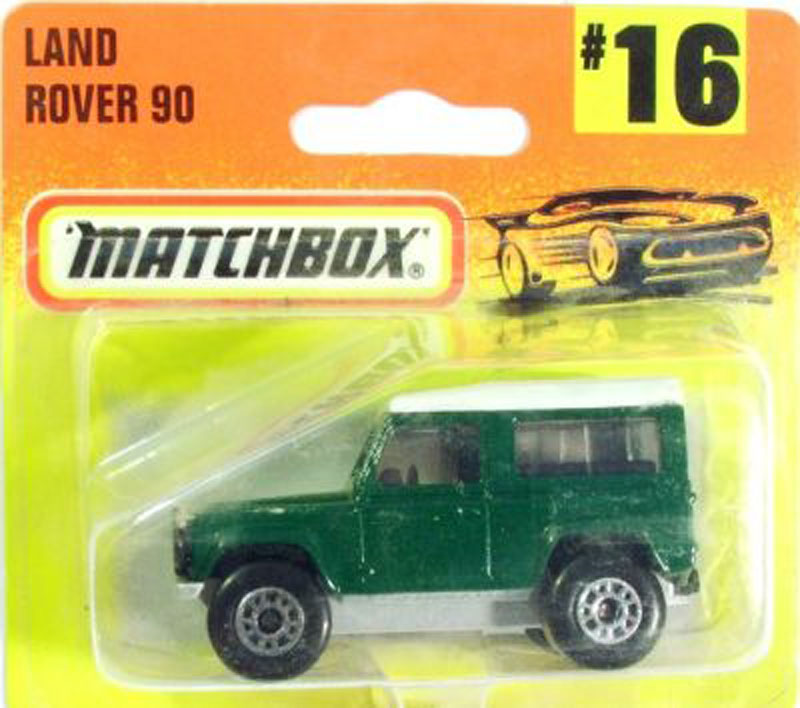 LAND
ROVER 90
#16
'MATCHBOX'®